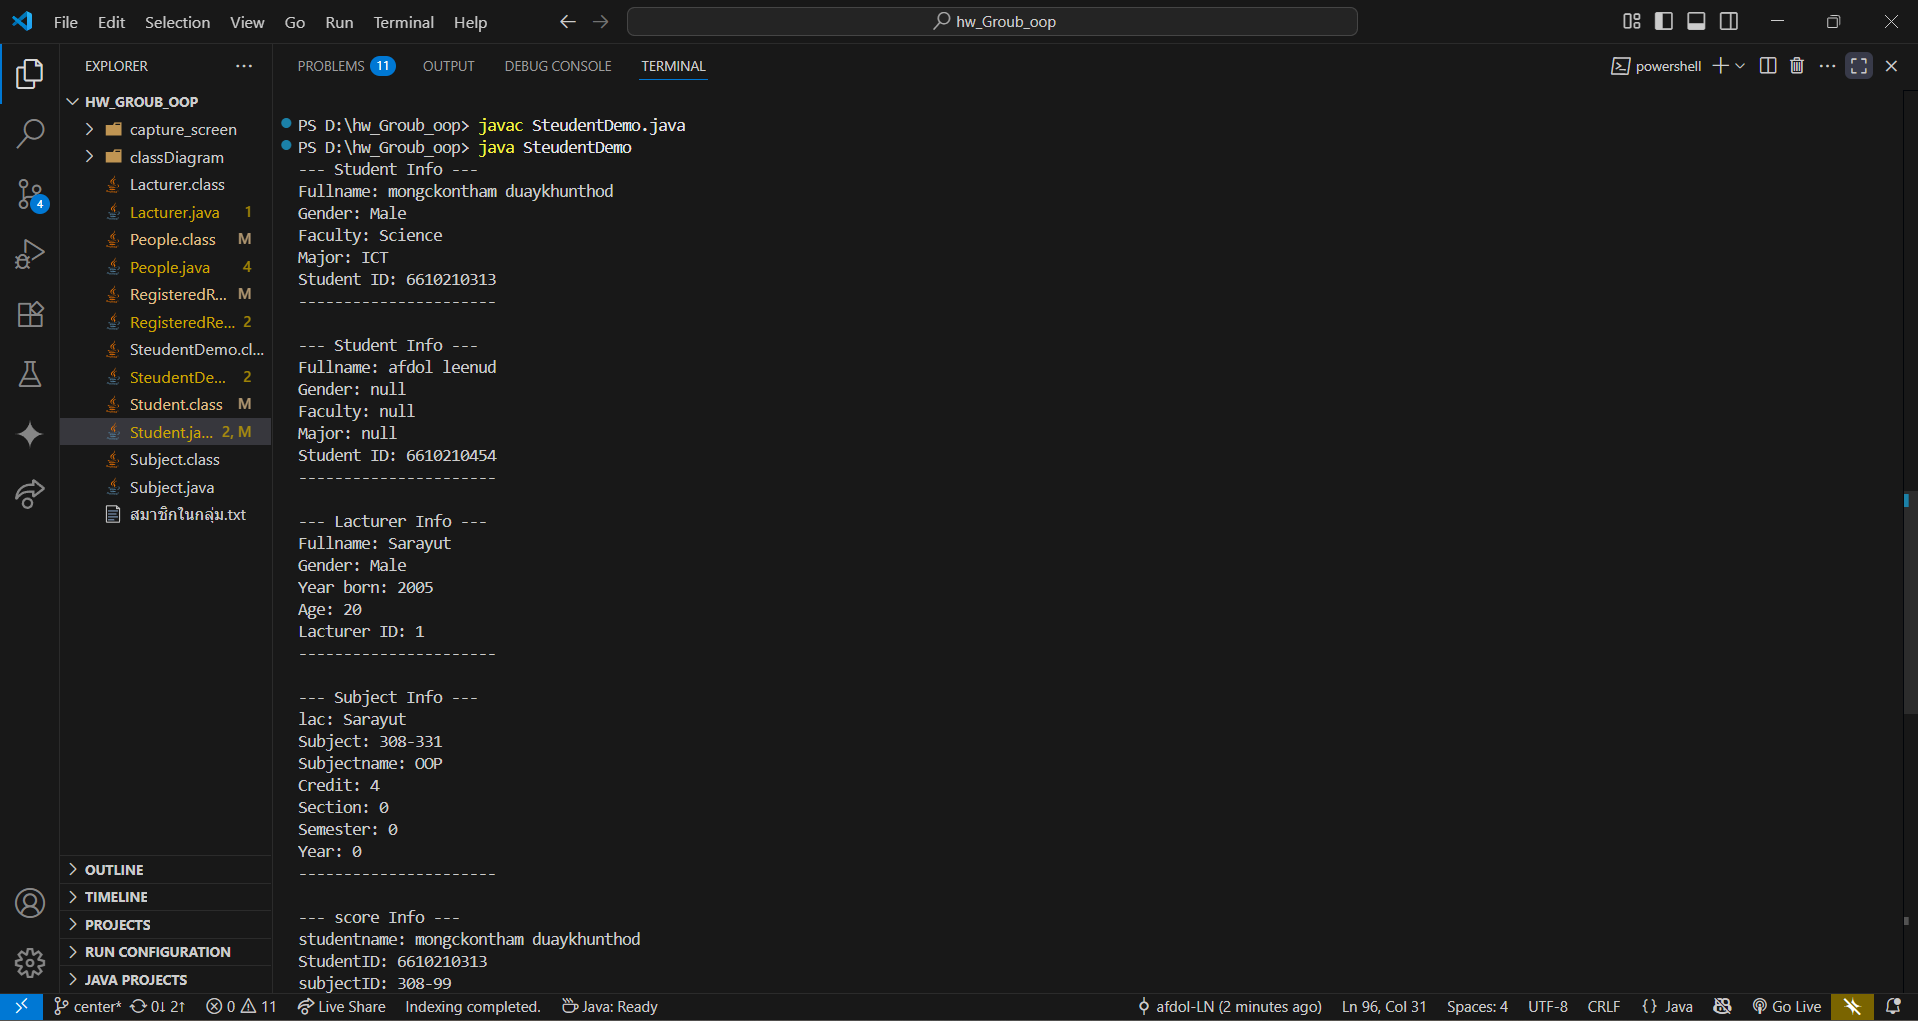 File Edit Selection View Go Run Terminal Help
hw_Groub_oop
EXPLORER
HW_GROUB_OOP
capture_screen
classDiagram
Lacturer.class
Lacturer.java 1
People.class M
People.java 4
RegisteredR... M
RegisteredRe... 2
SteudentDemo.cl...
SteudentDe... 2
Student.class M
Student.ja... 2, M
Subject.class
Subject.java
สมาชิกในกลุ่ม.txt
4
OUTLINE
TIMELINE
PROJECTS
RUN CONFIGURATION
JAVA PROJECTS
PROBLEMS 11 OUTPUT DEBUG CONSOLE TERMINAL
powershell
PS D:\hw_Groub_oop> javac SteudentDemo.java
PS D:\hw_Groub_oop> java SteudentDemo
--- Student Info ---
Fullname: mongckontham duaykhunthod
Gender: Male
Faculty: Science
Major: ICT
Student ID: 6610210313
----------------------
--- Student Info ---
Fullname: afdol leenud
Gender: null
Faculty: null
Major: null
Student ID: 6610210454
----------------------
--- Lacturer Info ---
Fullname: Sarayut
Gender: Male
Year born: 2005
Age: 20
Lacturer ID: 1
----------------------
--- Subject Info ---
lac: Sarayut
Subject: 308-331
Subjectname: OOP
Credit: 4
Section: 0
Semester: 0
Year: 0
----------------------
--- score Info ---
studentname: mongckontham duaykhunthod
StudentID: 6610210313
subjectID: 308-99
center* 0↓ 2↑ 0 11 Live Share Indexing completed. Java: Ready
afdol-LN (2 minutes ago) Ln 96, Col 31 Spaces: 4 UTF-8 CRLF {} Java Go Live